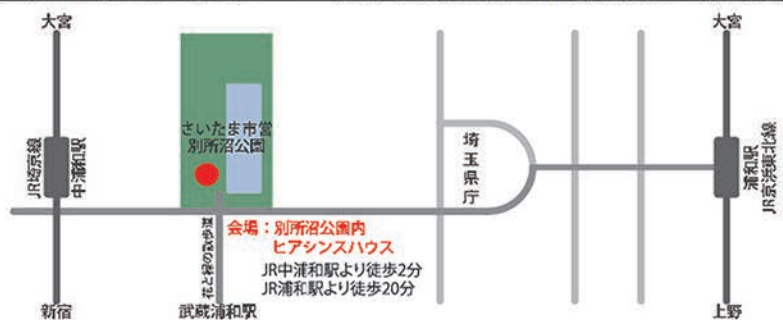 大宮
大宮
さいたま市営
別所沼公園
JR埼京線
中浦和駅
埼玉県庁
浦和駅
JR京浜東北線
会場：別所沼公園内
ヒアシンスハウス
花と緑の散歩道
JR中浦和駅より徒歩2分
JR浦和駅より徒歩20分
新宿
武蔵浦和駅
上野